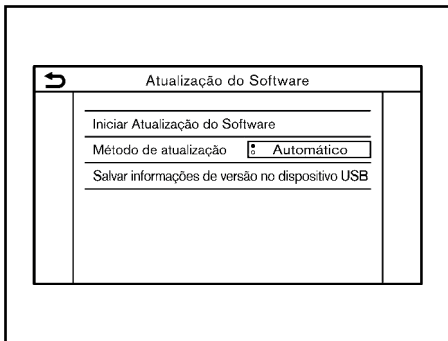 Atualização do Software
Iniciar Atualização do Software
Método de atualização Automático
Salvar informações de versão no dispositivo USB